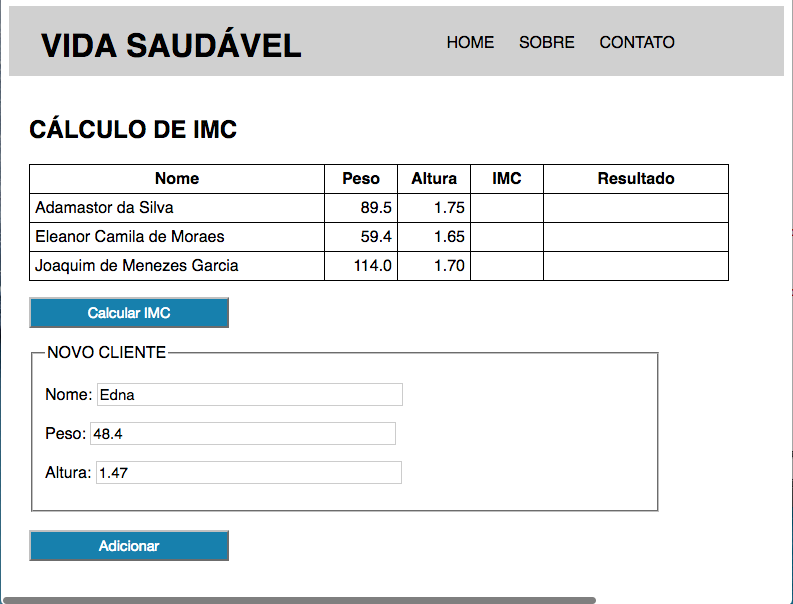 VIDA SAUDÁVEL HOME SOBRE CONTATO
CÁLCULO DE IMC
Nome Peso Altura IMC Resultado
Adamastor da Silva 89.5 1.75
Eleanor Camila de Moraes 59.4 1.65
Joaquim de Menezes Garcia 114.0 1.70
Calcular IMC
NOVO CLIENTE
Nome: Edna
Peso: 48.4
Altura: 1.47
Adicionar